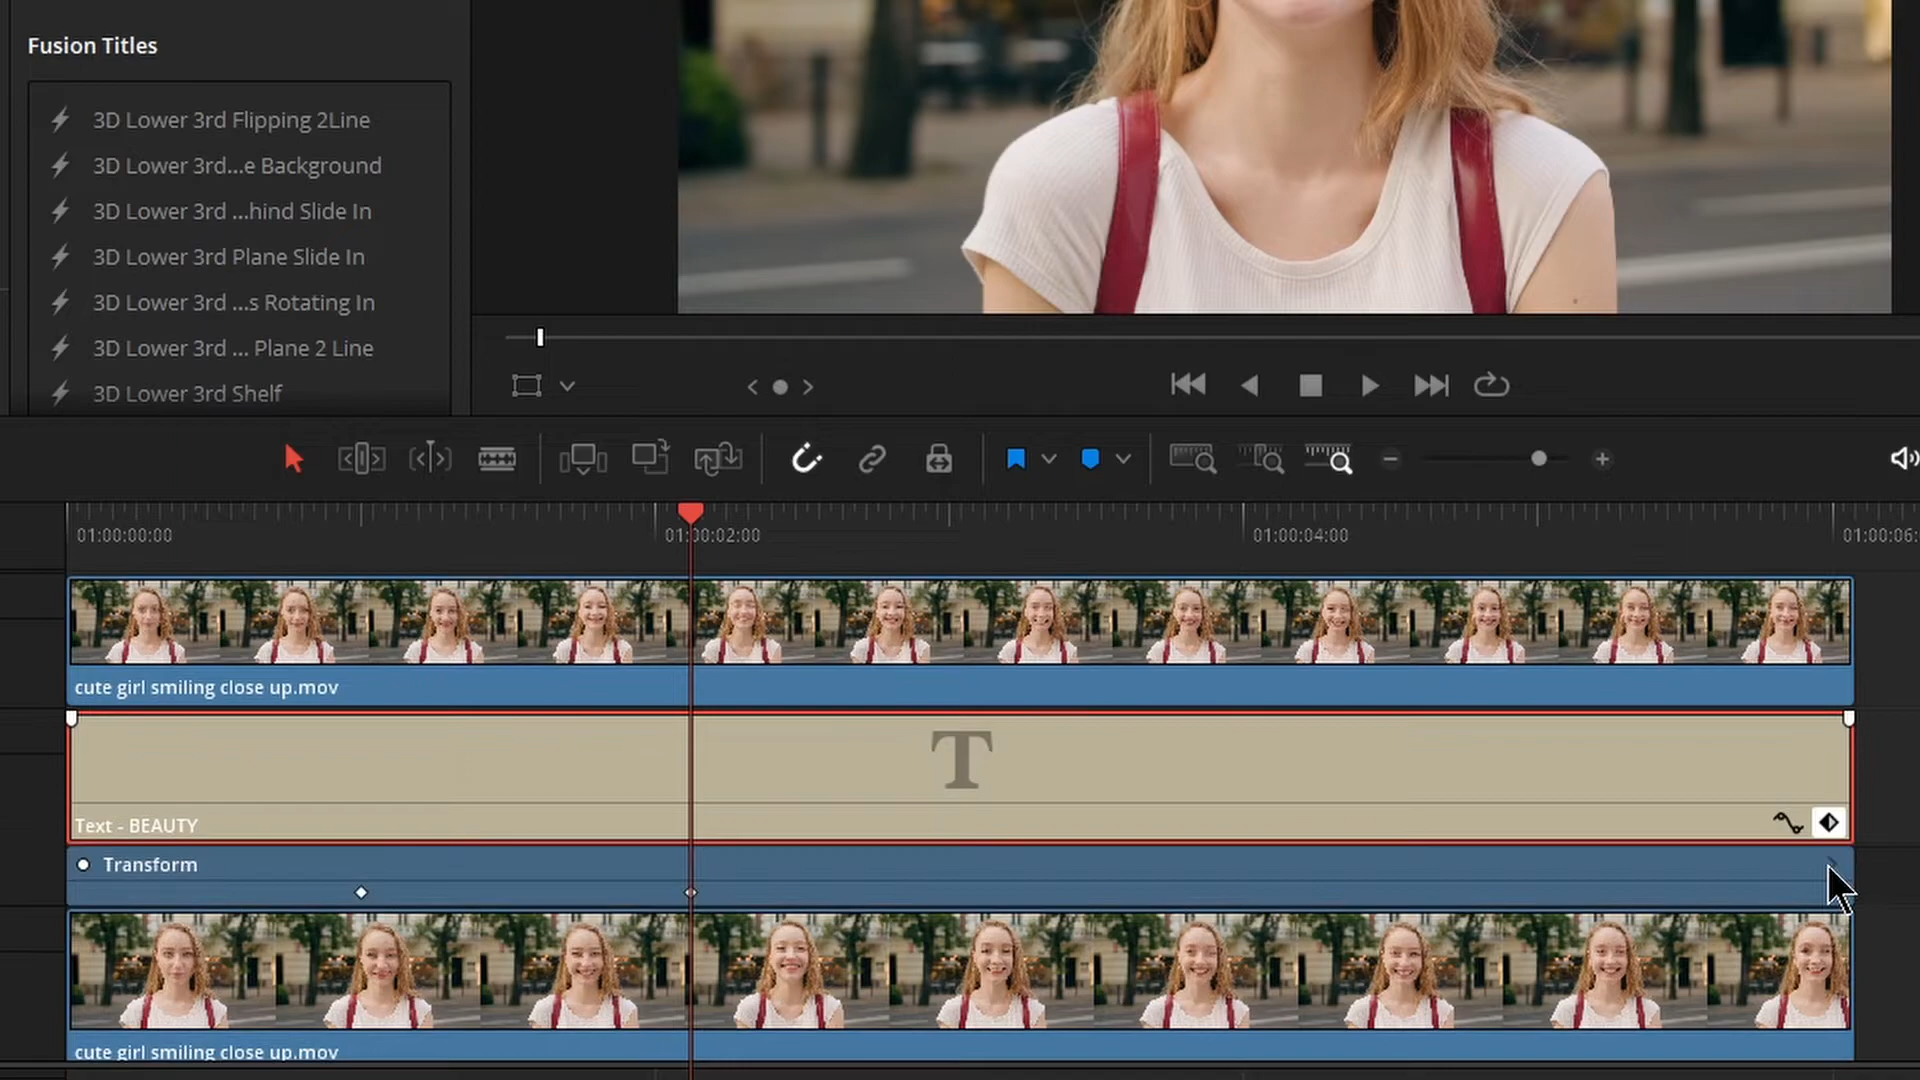 Fusion Titles
3D Lower 3rd Flipping 2Line
3D Lower 3rd...e Background
3D Lower 3rd ...hind Slide In
3D Lower 3rd Plane Slide In
3D Lower 3rd ...s Rotating In
3D Lower 3rd ... Plane 2 Line
3D Lower 3rd Shelf
01:00:00:00
01:00:02:00
01:00:04:00
01:00:06:
cute girl smiling close up.mov
T
Text - BEAUTY
Transform
cute girl smiling close up.mov